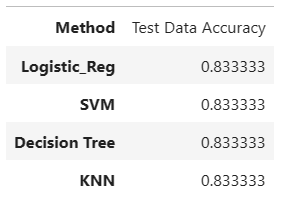 Method Test Data Accuracy
Logistic_Reg 0.833333
SVM 0.833333
Decision Tree 0.833333
KNN 0.833333